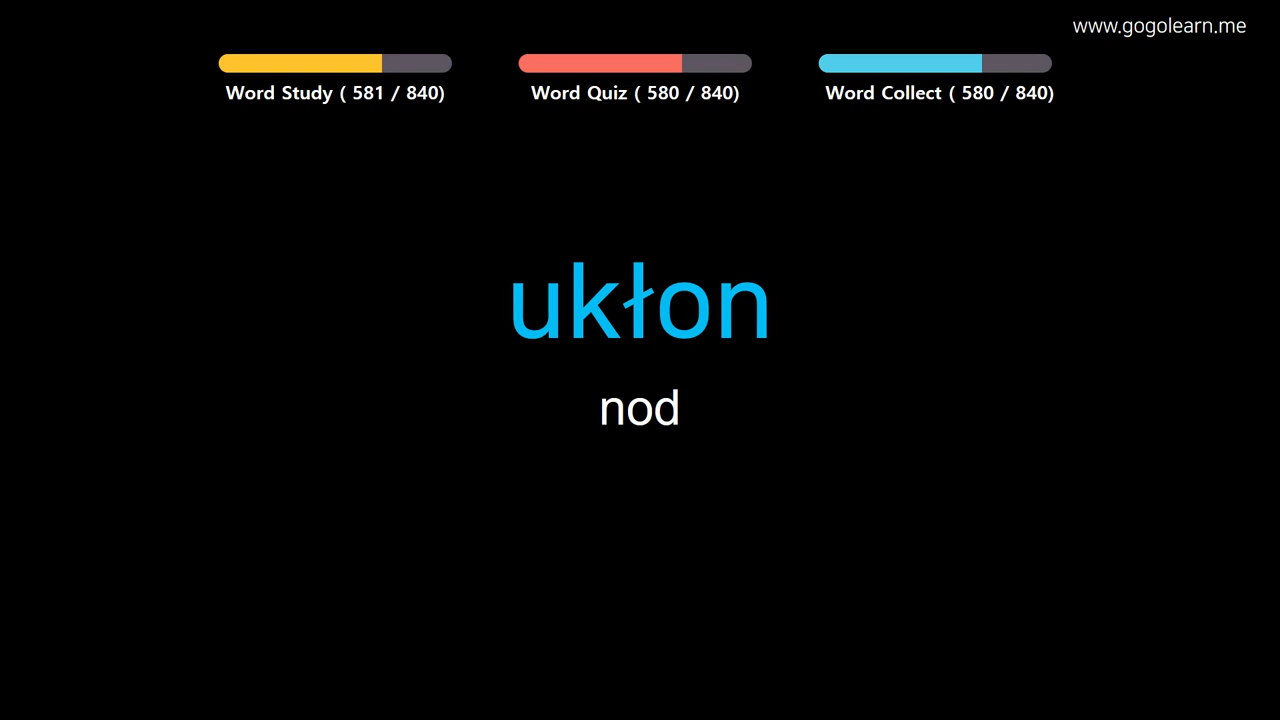 www.gogolearn.me
Word Study ( 581 / 840)
Word Quiz ( 580 / 840)
Word Collect ( 580 / 840)
ukłon
nod